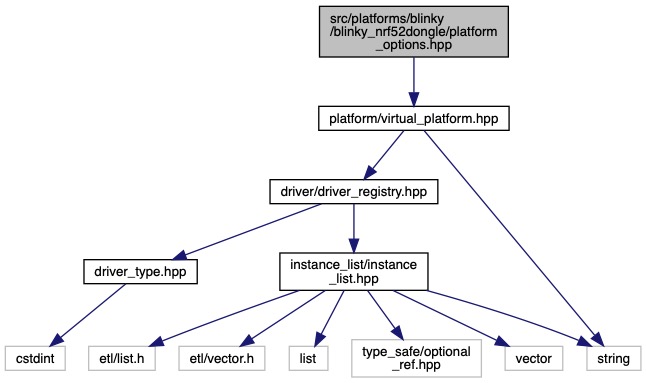 src/platforms/blinky
/blinky_nrf52dongle/platform
_options.hpp
platform/virtual_platform.hpp
driver/driver_registry.hpp
driver_type.hpp
instance_list/instance
_list.hpp
cstdint
etl/list.h
etl/vector.h
list
type_safe/optional
_ref.hpp
vector
string